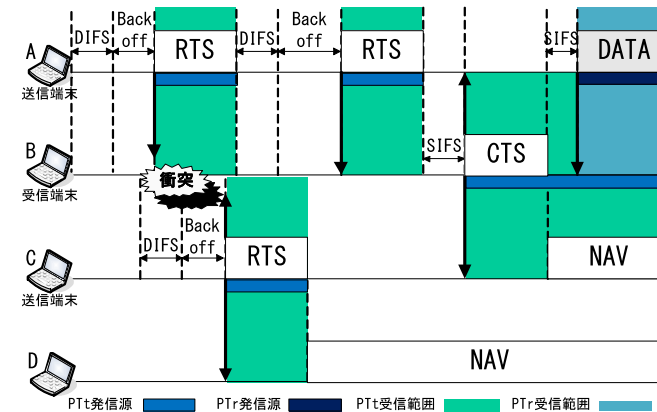 Back
off
Back
off
DIFS
RTS
DIFS
RTS
SIFS
DATA
A
送信端末
SIFS
CTS
B
受信端末
衝突
Back
off
DIFS
RTS
NAV
C
送信端末
NAV
D
PTt発信源
PTr発信源
PTt受信範囲
PTr受信範囲